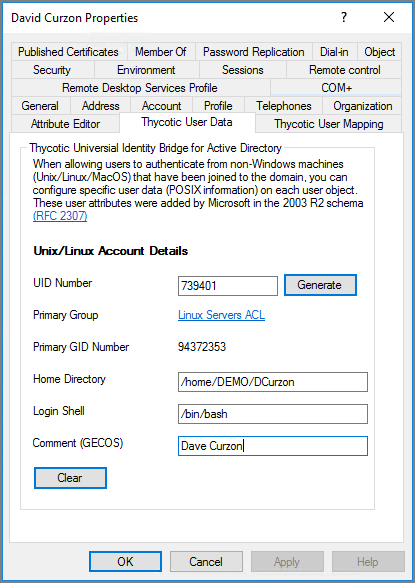 David Curzon Properties
Published Certificates Member Of Password Replication Dial-in Object
Security Environment Sessions Remote control
Remote Desktop Services Profile COM+
General Address Account Profile Telephones Organization
Attribute Editor Thycotic User Data Thycotic User Mapping
Thycotic Universial Identity Bridge for Active Directory
When allowing users to authenticate from non-Windows machines
(Unix/Linux/MacOS) that have been joined to the domain, you can
configure specific user data (POSIX information) on each user object.
These user attributes were added by Microsoft in the 2003 R2 schema
(RFC 2307)
Unix/Linux Account Details
UID Number 739401 Generate
Primary Group Linux Servers ACL
Primary GID Number 94372353
Home Directory /home/DEMO/DCurzon
Login Shell /bin/bash
Comment (GECOS) Dave Curzon
Clear
OK Cancel Apply Help